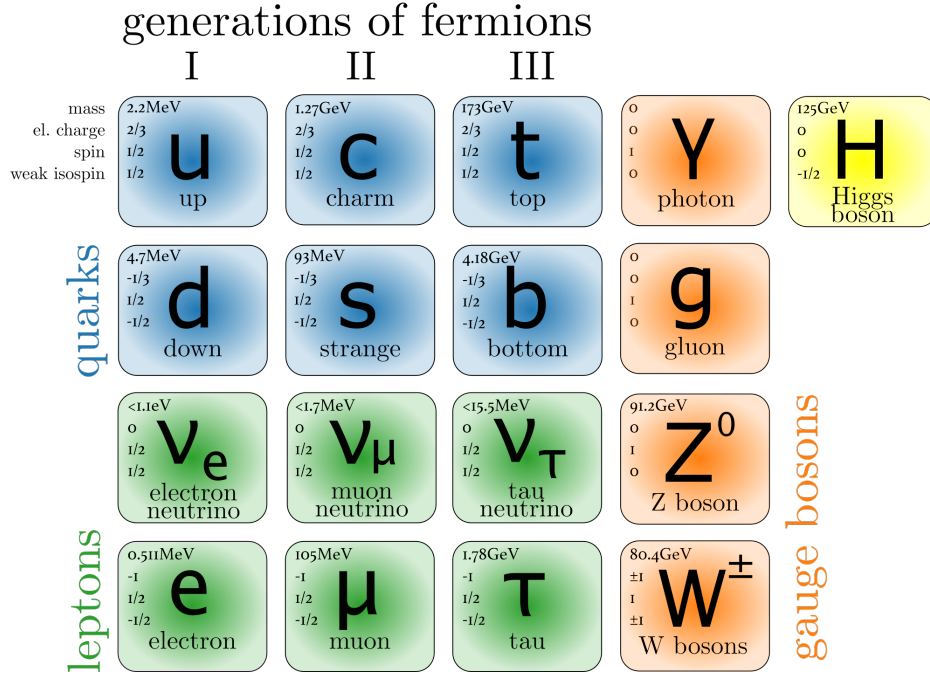 generations of fermions
I II III
mass
el. charge
spin
weak isospin
2.2MeV
2/3
1/2
1/2
u
up
1.27GeV
2/3
1/2
1/2
c
charm
173GeV
2/3
1/2
1/2
t
top
0
0
1
0
γ
photon
125GeV
0
0
-1/2
H
Higgs
boson
quarks
4.7MeV
-1/3
1/2
-1/2
d
down
93MeV
-1/3
1/2
-1/2
s
strange
4.18GeV
-1/3
1/2
-1/2
b
bottom
0
0
1
0
g
gluon
leptons
<1.1eV
0
1/2
1/2
νe
electron
neutrino
<1.7MeV
0
1/2
1/2
νμ
muon
neutrino
<15.5MeV
0
1/2
1/2
ντ
tau
neutrino
91.2GeV
0
1
0
Z0
Z boson
gauge bosons
0.511MeV
-1
1/2
-1/2
e
electron
105MeV
-1
1/2
-1/2
μ
muon
1.78GeV
-1
1/2
-1/2
τ
tau
80.4GeV
±1
1
±1
W±
W bosons